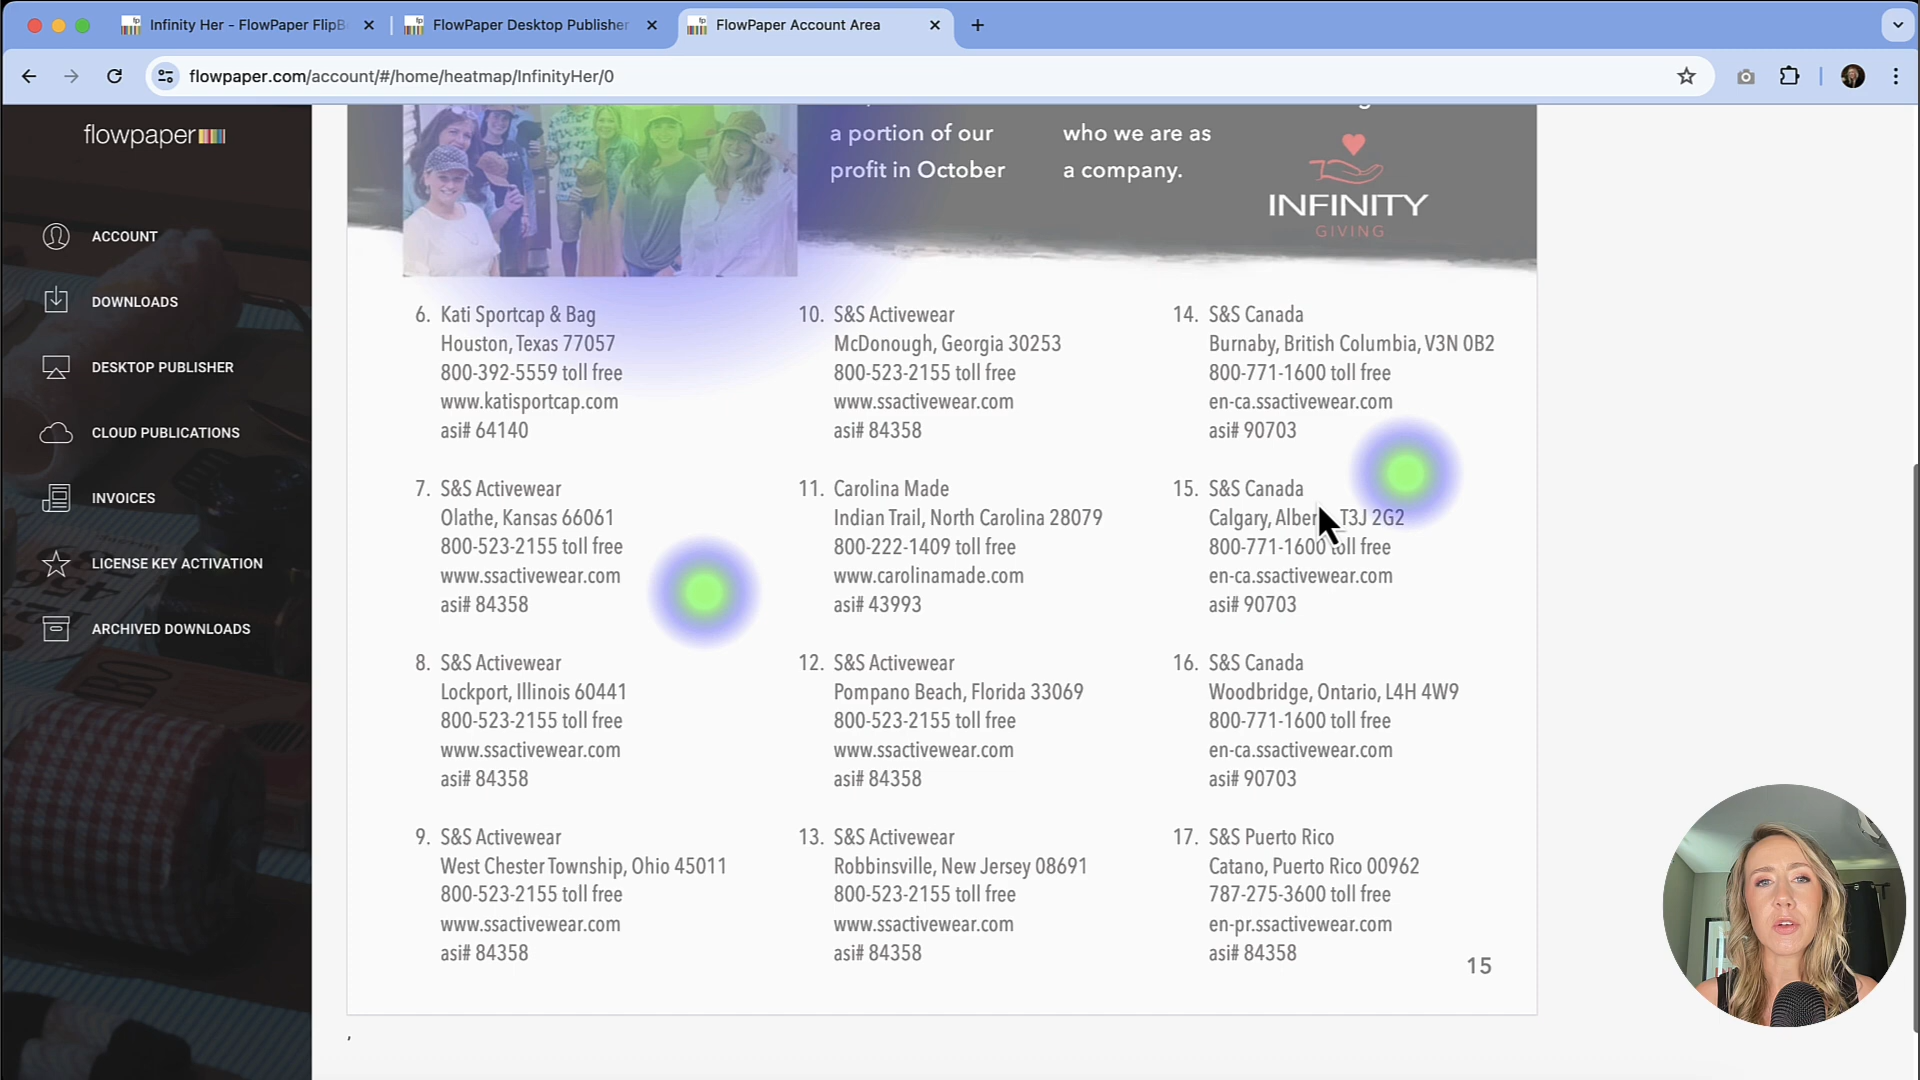 Infinity Her - FlowPaper FlipB
FlowPaper Desktop Publisher
FlowPaper Account Area
flowpaper.com/account/#/home/heatmap/InfinityHer/0
flowpaper
ACCOUNT
DOWNLOADS
DESKTOP PUBLISHER
CLOUD PUBLICATIONS
INVOICES
LICENSE KEY ACTIVATION
ARCHIVED DOWNLOADS
a portion of our
profit in October
who we are as
a company.
INFINITY
GIVING
6. Kati Sportcap & Bag
Houston, Texas 77057
800-392-5559 toll free
www.katisportcap.com
asi# 64140
7. S&S Activewear
Olathe, Kansas 66061
800-523-2155 toll free
www.ssactivewear.com
asi# 84358
8. S&S Activewear
Lockport, Illinois 60441
800-523-2155 toll free
www.ssactivewear.com
asi# 84358
9. S&S Activewear
West Chester Township, Ohio 45011
800-523-2155 toll free
www.ssactivewear.com
asi# 84358
10. S&S Activewear
McDonough, Georgia 30253
800-523-2155 toll free
www.ssactivewear.com
asi# 84358
11. Carolina Made
Indian Trail, North Carolina 28079
800-222-1409 toll free
www.carolinamade.com
asi# 43993
12. S&S Activewear
Pompano Beach, Florida 33069
800-523-2155 toll free
www.ssactivewear.com
asi# 84358
13. S&S Activewear
Robbinsville, New Jersey 08691
800-523-2155 toll free
www.ssactivewear.com
asi# 84358
14. S&S Canada
Burnaby, British Columbia, V3N 0B2
800-771-1600 toll free
en-ca.ssactivewear.com
asi# 90703
15. S&S Canada
Calgary, Alber T3J 2G2
800-771-1600 toll free
en-ca.ssactivewear.com
asi# 90703
16. S&S Canada
Woodbridge, Ontario, L4H 4W9
800-771-1600 toll free
en-ca.ssactivewear.com
asi# 90703
17. S&S Puerto Rico
Catano, Puerto Rico 00962
787-275-3600 toll free
en-pr.ssactivewear.com
asi# 84358
15
,